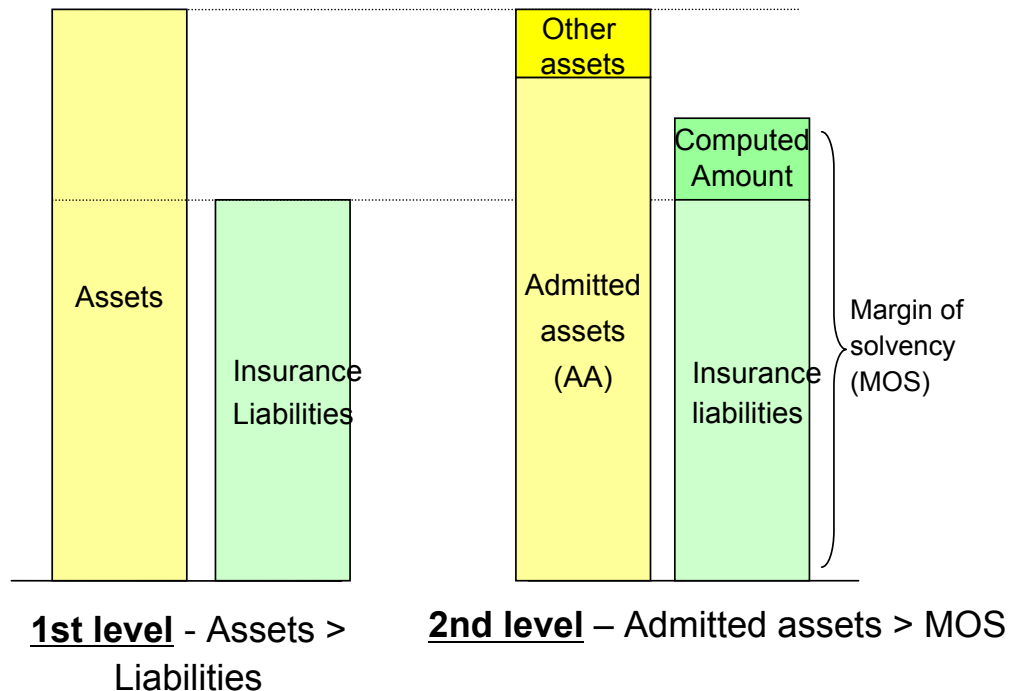 Assets
Insurance
Liabilities
Other
assets
Admitted
assets
(AA)
Computed
Amount
Insurance
liabilities
Margin of
solvency
(MOS)
1st level - Assets >
Liabilities
2nd level – Admitted assets > MOS